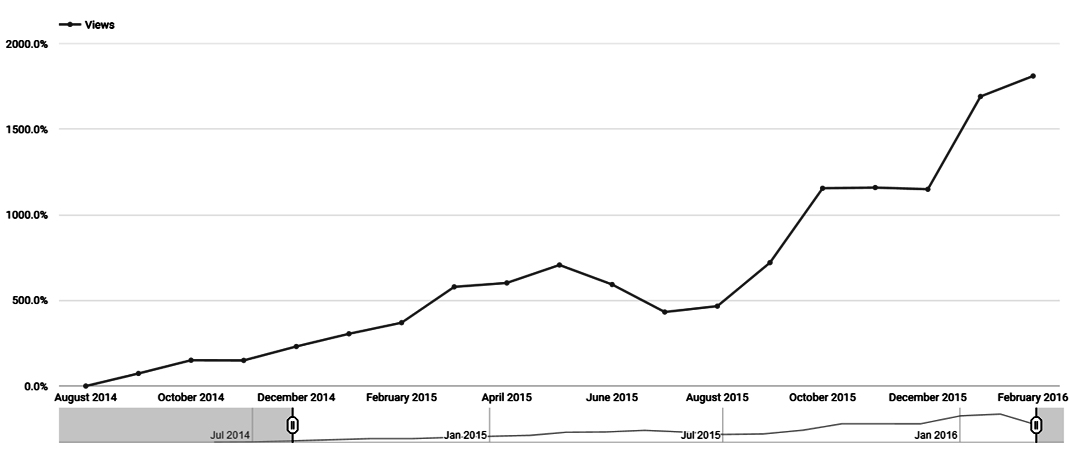 Views
2000.0%
1500.0%
1000.0%
500.0%
0.0%
August 2014 October 2014 December 2014 February 2015 April 2015 June 2015 August 2015 October 2015 December 2015 February 2016
Jul 2014 Jan 2015 Jul 2015 Jan 2016